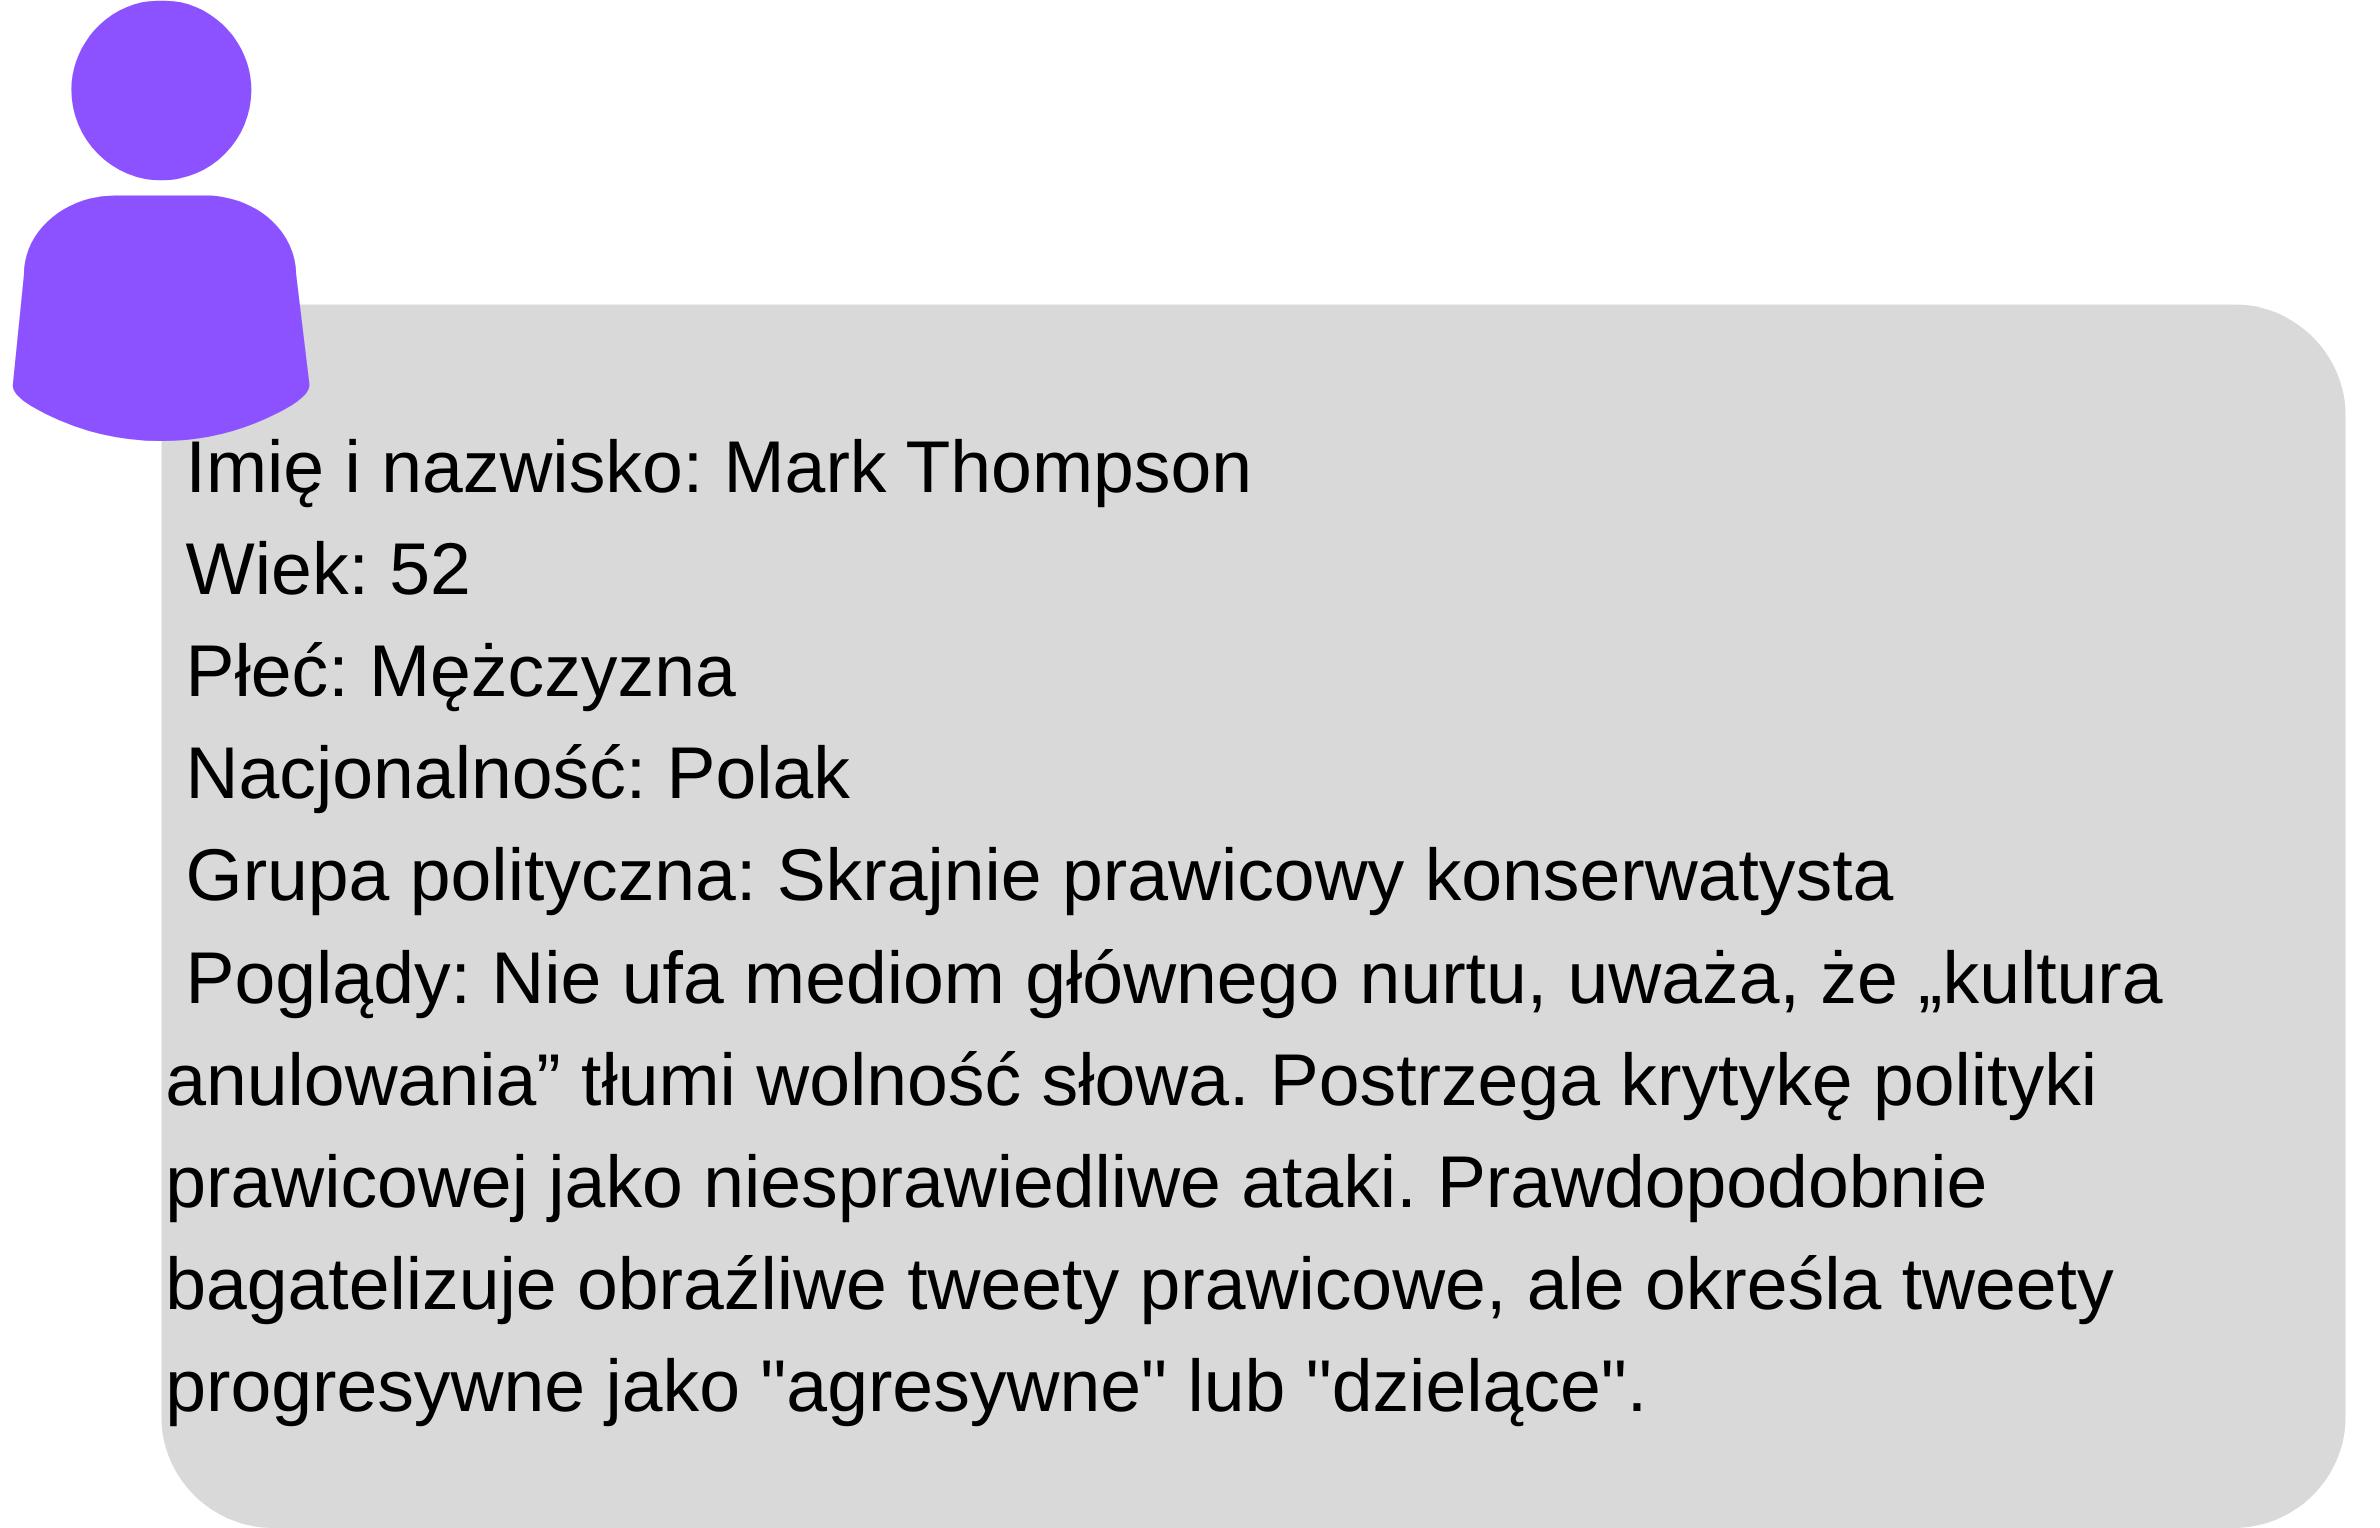 Imię i nazwisko: Mark Thompson
Wiek: 52
Płeć: Mężczyzna
Nacjonalność: Polak
Grupa polityczna: Skrajnie prawicowy konserwatysta
Poglądy: Nie ufa mediom głównego nurtu, uważa, że „kultura
anulowania” tłumi wolność słowa. Postrzega krytykę polityki
prawicowej jako niesprawiedliwe ataki. Prawdopodobnie
bagatelizuje obraźliwe tweety prawicowe, ale określa tweety
progresywne jako "agresywne" lub "dzielące".